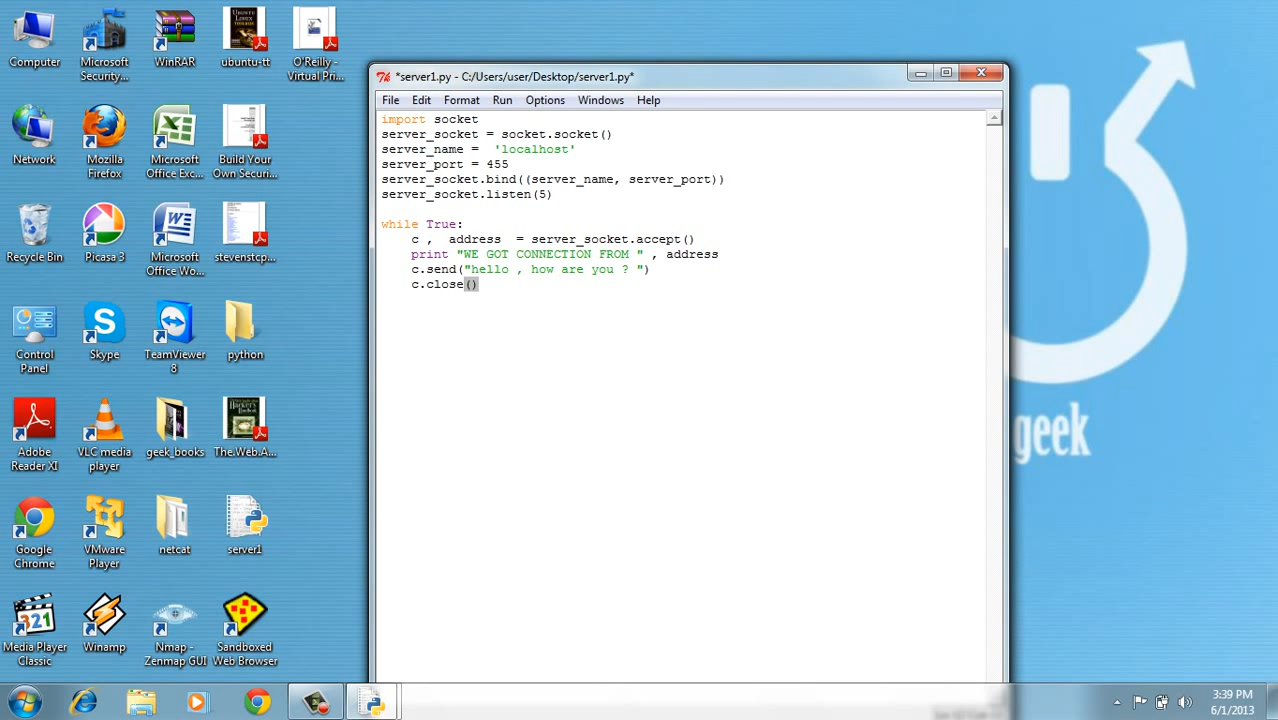 Computer
Microsoft Security...
WinRAR
ubuntu-tt
O'Reilly - Virtual Pri...
Network
Mozilla Firefox
Microsoft Office Exc...
Build Your Own Securi...
Recycle Bin
Picasa 3
Microsoft Office Wo...
stevenstcp...
Control Panel
Skype
TeamViewer 8
python
Adobe Reader XI
VLC media player
geek_books
The.Web.A...
Google Chrome
VMware Player
netcat
server1
Media Player Classic
Winamp
Nmap - Zenmap GUI
Sandboxed Web Browser
*server1.py - C:/Users/user/Desktop/server1.py*
File Edit Format Run Options Windows Help
import socket
server_socket = socket.socket()
server_name =  'localhost'
server_port = 455
server_socket.bind((server_name, server_port))
server_socket.listen(5)
while True:
    c ,  address  = server_socket.accept()
    print "WE GOT CONNECTION FROM " , address
    c.send("hello , how are you ? ")
    c.close()
geek
3:39 PM
6/1/2013